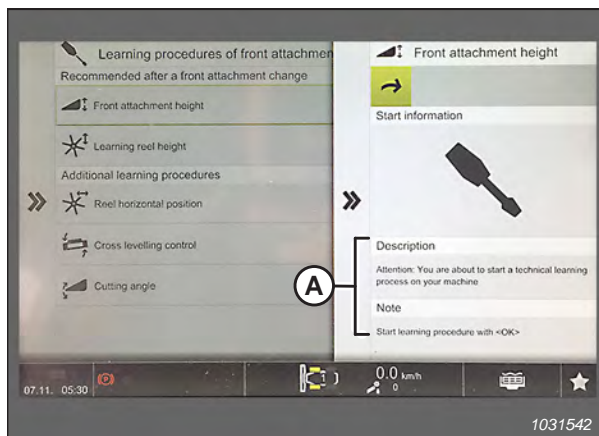 Learning procedures of front attachmen
Recommended after a front attachment change
Front attachment height
Learning reel height
Additional learning procedures
Reel horizontal position
Cross levelling control
Cutting angle
Front attachment height
Start information
Description
Attention: You are about to start a technical learning
process on your machine
Note
Start learning procedure with <OK>
A
07.11. 05:30
(P)
1
0.0 km/h
0
1031542